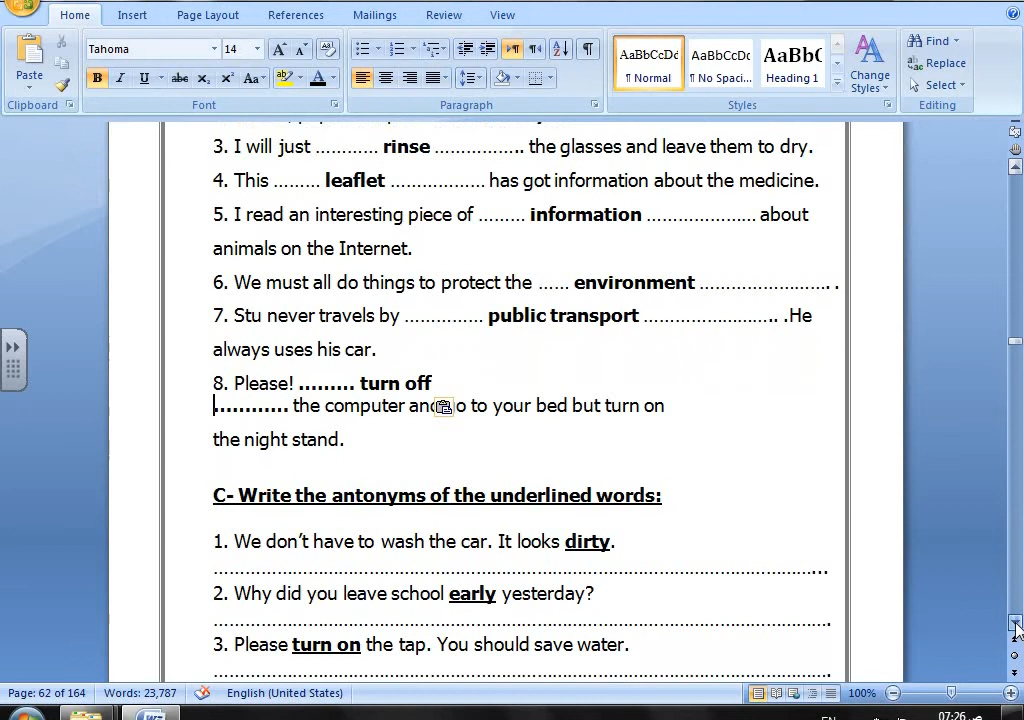 Home Insert Page Layout References Mailings Review View
Paste
Tahoma 14
Clipboard Font Paragraph Styles Editing
AaBbCcDc AaBbCcDc AaBbC
¶ Normal ¶ No Spaci... Heading 1
Change Styles
Find
Replace
Select
3. I will just ………… rinse …………….. the glasses and leave them to dry.
4. This ……... leaflet ……………… has got information about the medicine.
5. I read an interesting piece of …….. information ………………… about
animals on the Internet.
6. We must all do things to protect the …... environment …………………….. .
7. Stu never travels by ………….. public transport …………………….. .He
always uses his car.
8. Please! ……… turn off
………… the computer and o to your bed but turn on
the night stand.
C- Write the antonyms of the underlined words:
1. We don’t have to wash the car. It looks dirty.
……………………………………………………………………………………………...
2. Why did you leave school early yesterday?
…………………………………………………………………………………………….
3. Please turn on the tap. You should save water.
…………………………………………………………………………………………….
Page: 62 of 164 Words: 23,787 English (United States) 100%
EN 07:26